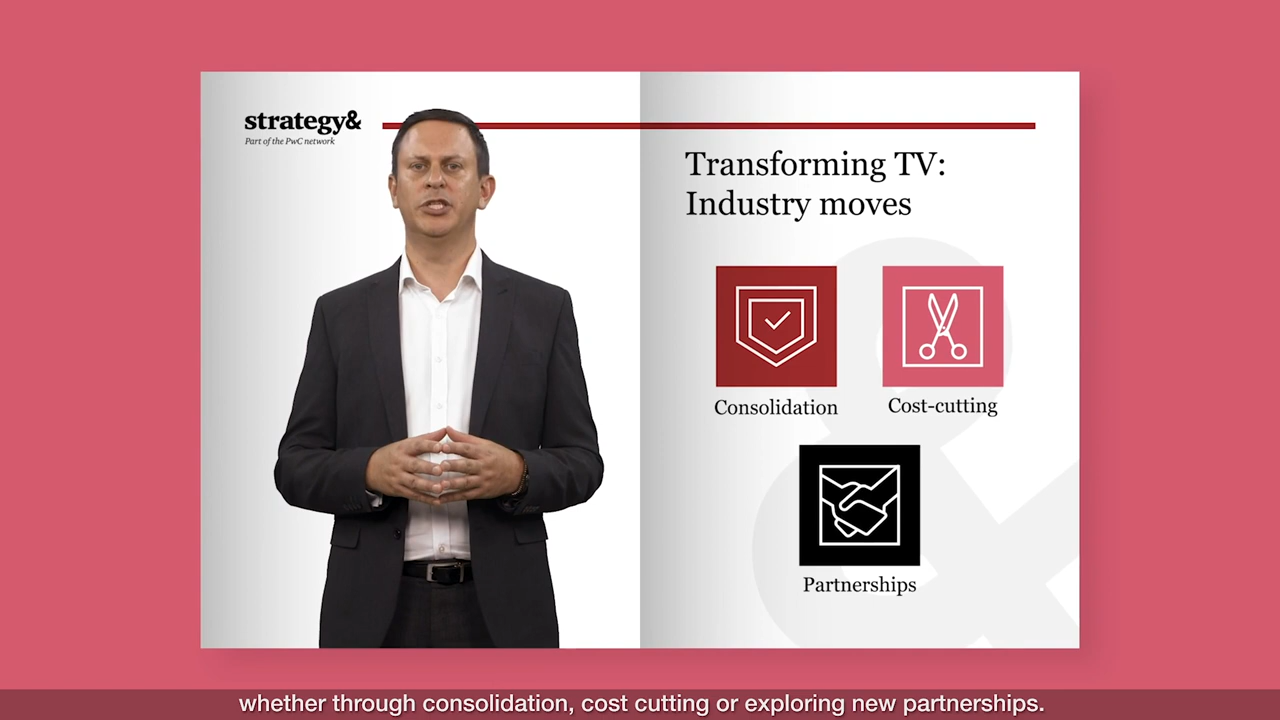 strategy&
Part of the PwC network
Transforming TV:
Industry moves
Consolidation
Cost-cutting
Partnerships
whether through consolidation, cost cutting or exploring new partnerships.